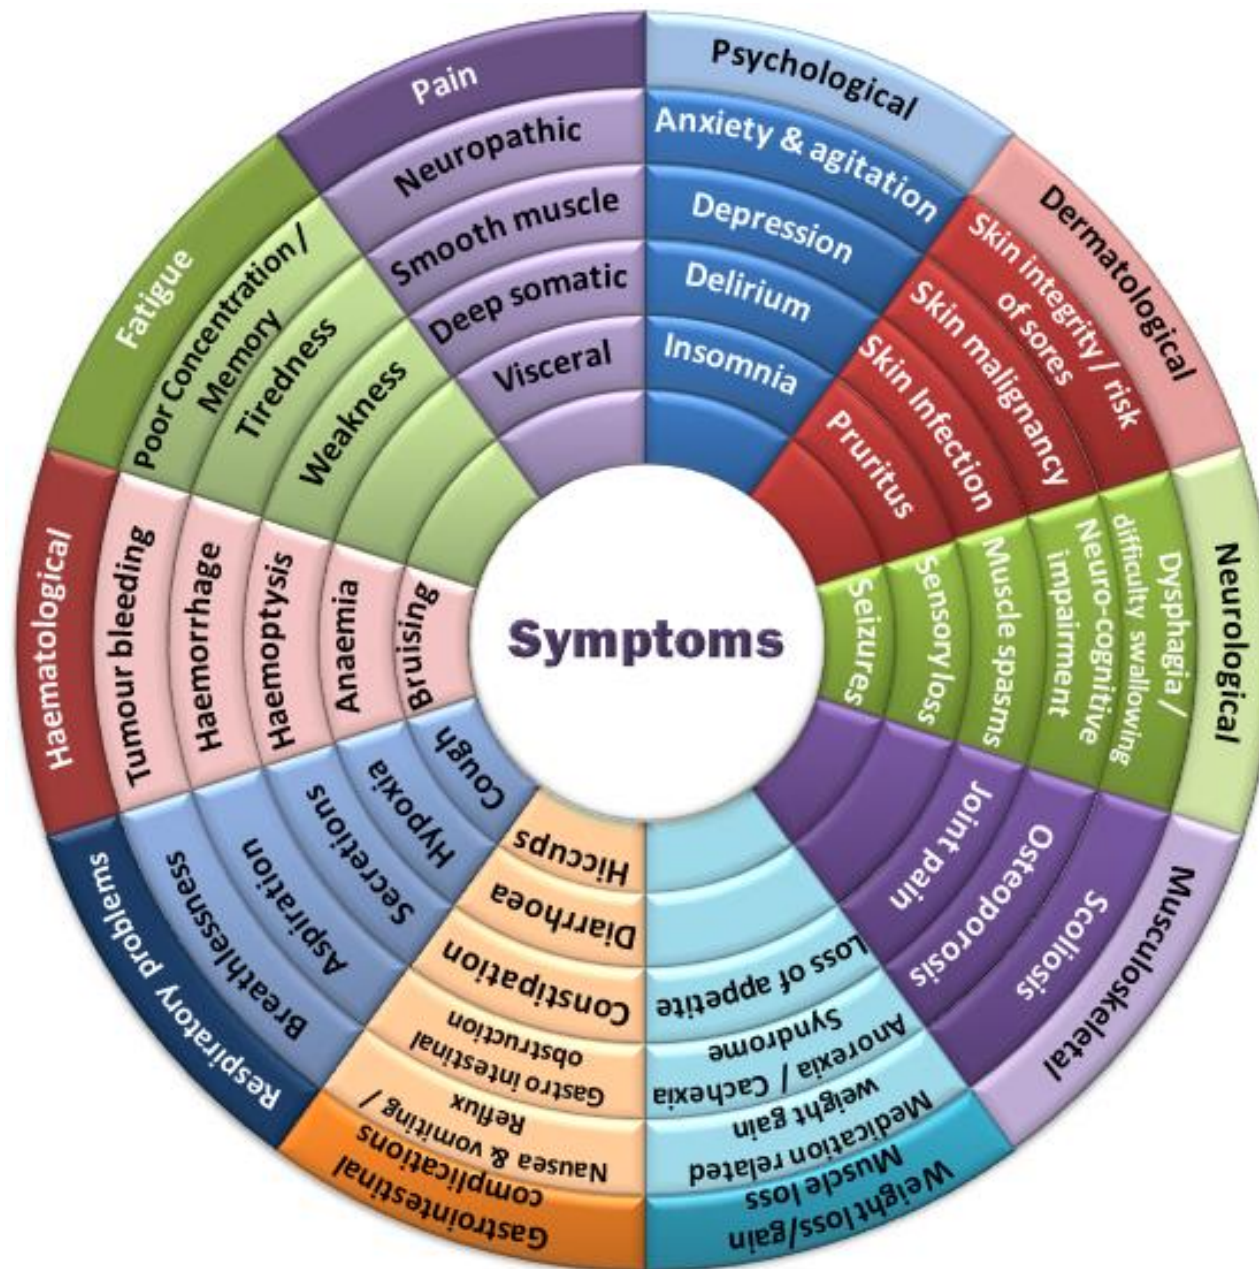 Symptoms
Psychological
Anxiety & agitation
Depression
Delirium
Insomnia
Dermatological
Skin integrity / risk
of sores
Skin malignancy
Skin Infection
Pruritus
Neurological
Dysphagia /
difficulty swallowing
Neuro-cognitive
impairment
Muscle spasms
Sensory loss
Seizures
Musculoskeletal
Scoliosis
Osteoporosis
Joint pain
Weight loss/gain
Muscle loss
Medication related
weight gain
Anorexia / Cachexia
Syndrome
Loss of appetite
Gastrointestinal
complications
Nausea & vomiting /
Reflux
Gastro intestinal
obstruction
Constipation
Diarrhoea
Hiccups
Respiratory problems
Breathlessness
Aspiration
Secretions
Hypoxia
Cough
Haematological
Tumour bleeding
Haemorrhage
Haemoptysis
Anaemia
Bruising
Fatigue
Poor Concentration /
Memory
Tiredness
Weakness
Pain
Neuropathic
Smooth muscle
Deep somatic
Visceral